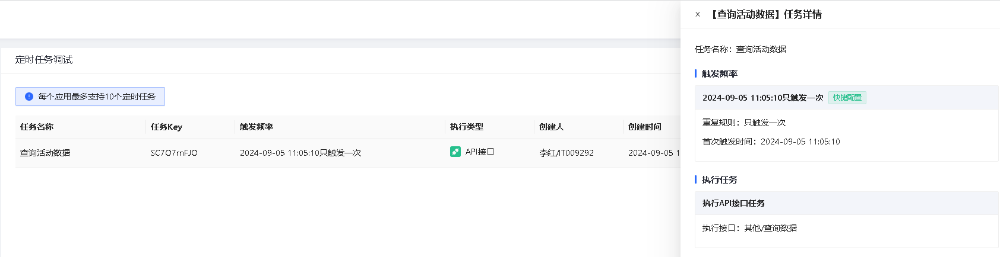 定时任务调试
每个应用最多支持10个定时任务
任务名称 任务Key 触发频率 执行类型 创建人 创建时间
查询活动数据 SC7O7rnFJO 2024-09-05 11:05:10只触发一次 API接口 李红/IT009292 2024-09-05 1
【查询活动数据】任务详情
任务名称：查询活动数据
触发频率
2024-09-05 11:05:10只触发一次 快捷配置
重复规则：只触发一次
首次触发时间：2024-09-05 11:05:10
执行任务
执行API接口任务
执行接口：其他/查询数据